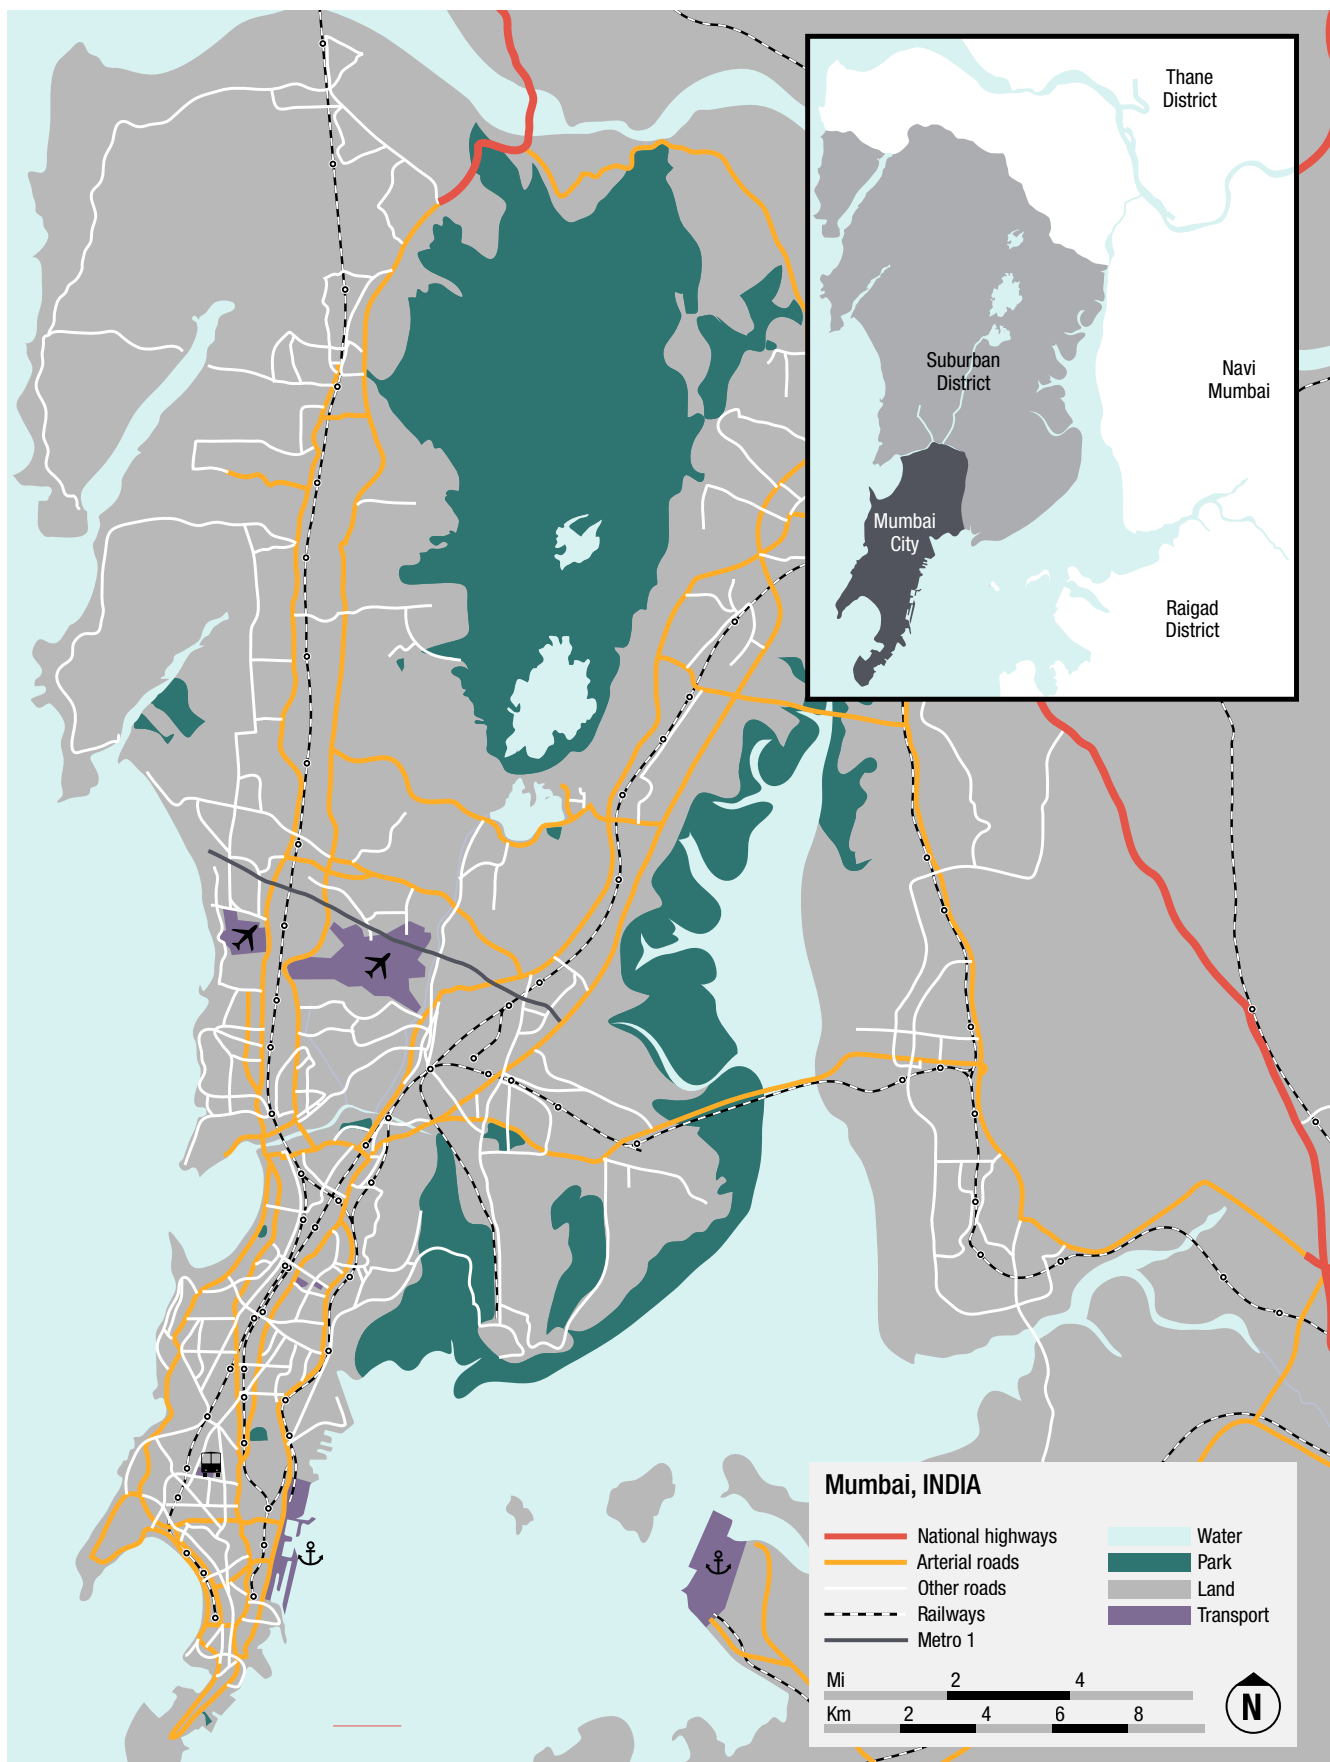 Thane
District
Suburban
District
Navi
Mumbai
Mumbai
City
Raigad
District
Mumbai, INDIA
National highways
Arterial roads
Other roads
Railways
Metro 1
Water
Park
Land
Transport
Mi 2 4
Km 2 4 6 8
N